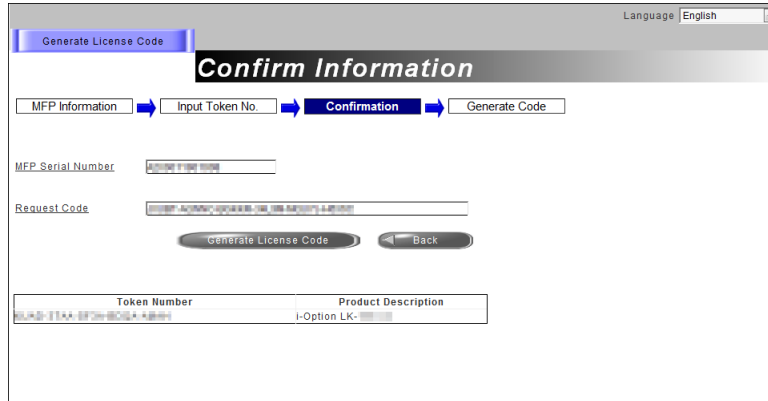 Language English
Generate License Code
Confirm Information
MFP Information Input Token No. Confirmation Generate Code
MFP Serial Number
Request Code
Generate License Code Back
Token Number Product Description
i-Option LK-